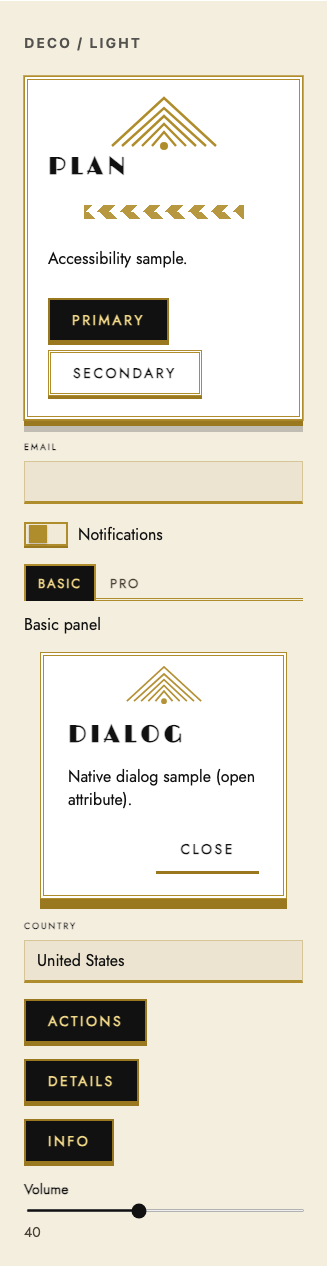 DECO / LIGHT
PLAN
Accessibility sample.
PRIMARY
SECONDARY
EMAIL
Notifications
BASIC PRO
Basic panel
DIALOG
Native dialog sample (open
attribute).
CLOSE
COUNTRY
United States
ACTIONS
DETAILS
INFO
Volume
40